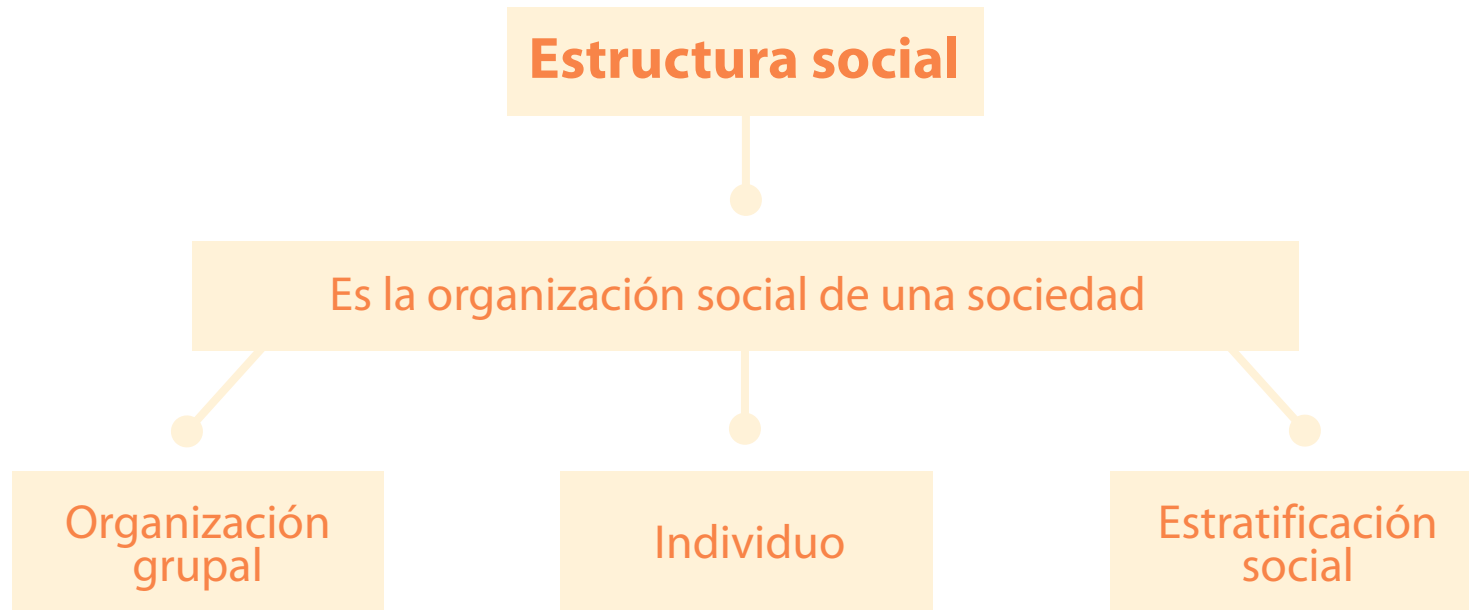 Estructura social
Es la organización social de una sociedad
Organización
grupal
Individuo
Estratificación
social